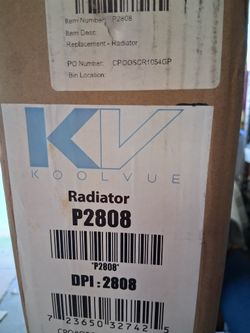 Item Number: P2808
Item Desc:
Replacement - Radiator
PO Number: CPOOSCR1054GP
Bin Location:
KV
KOOLVUE
Radiator
P2808
"P2808"
DPI : 2808
7 23650 32742 5